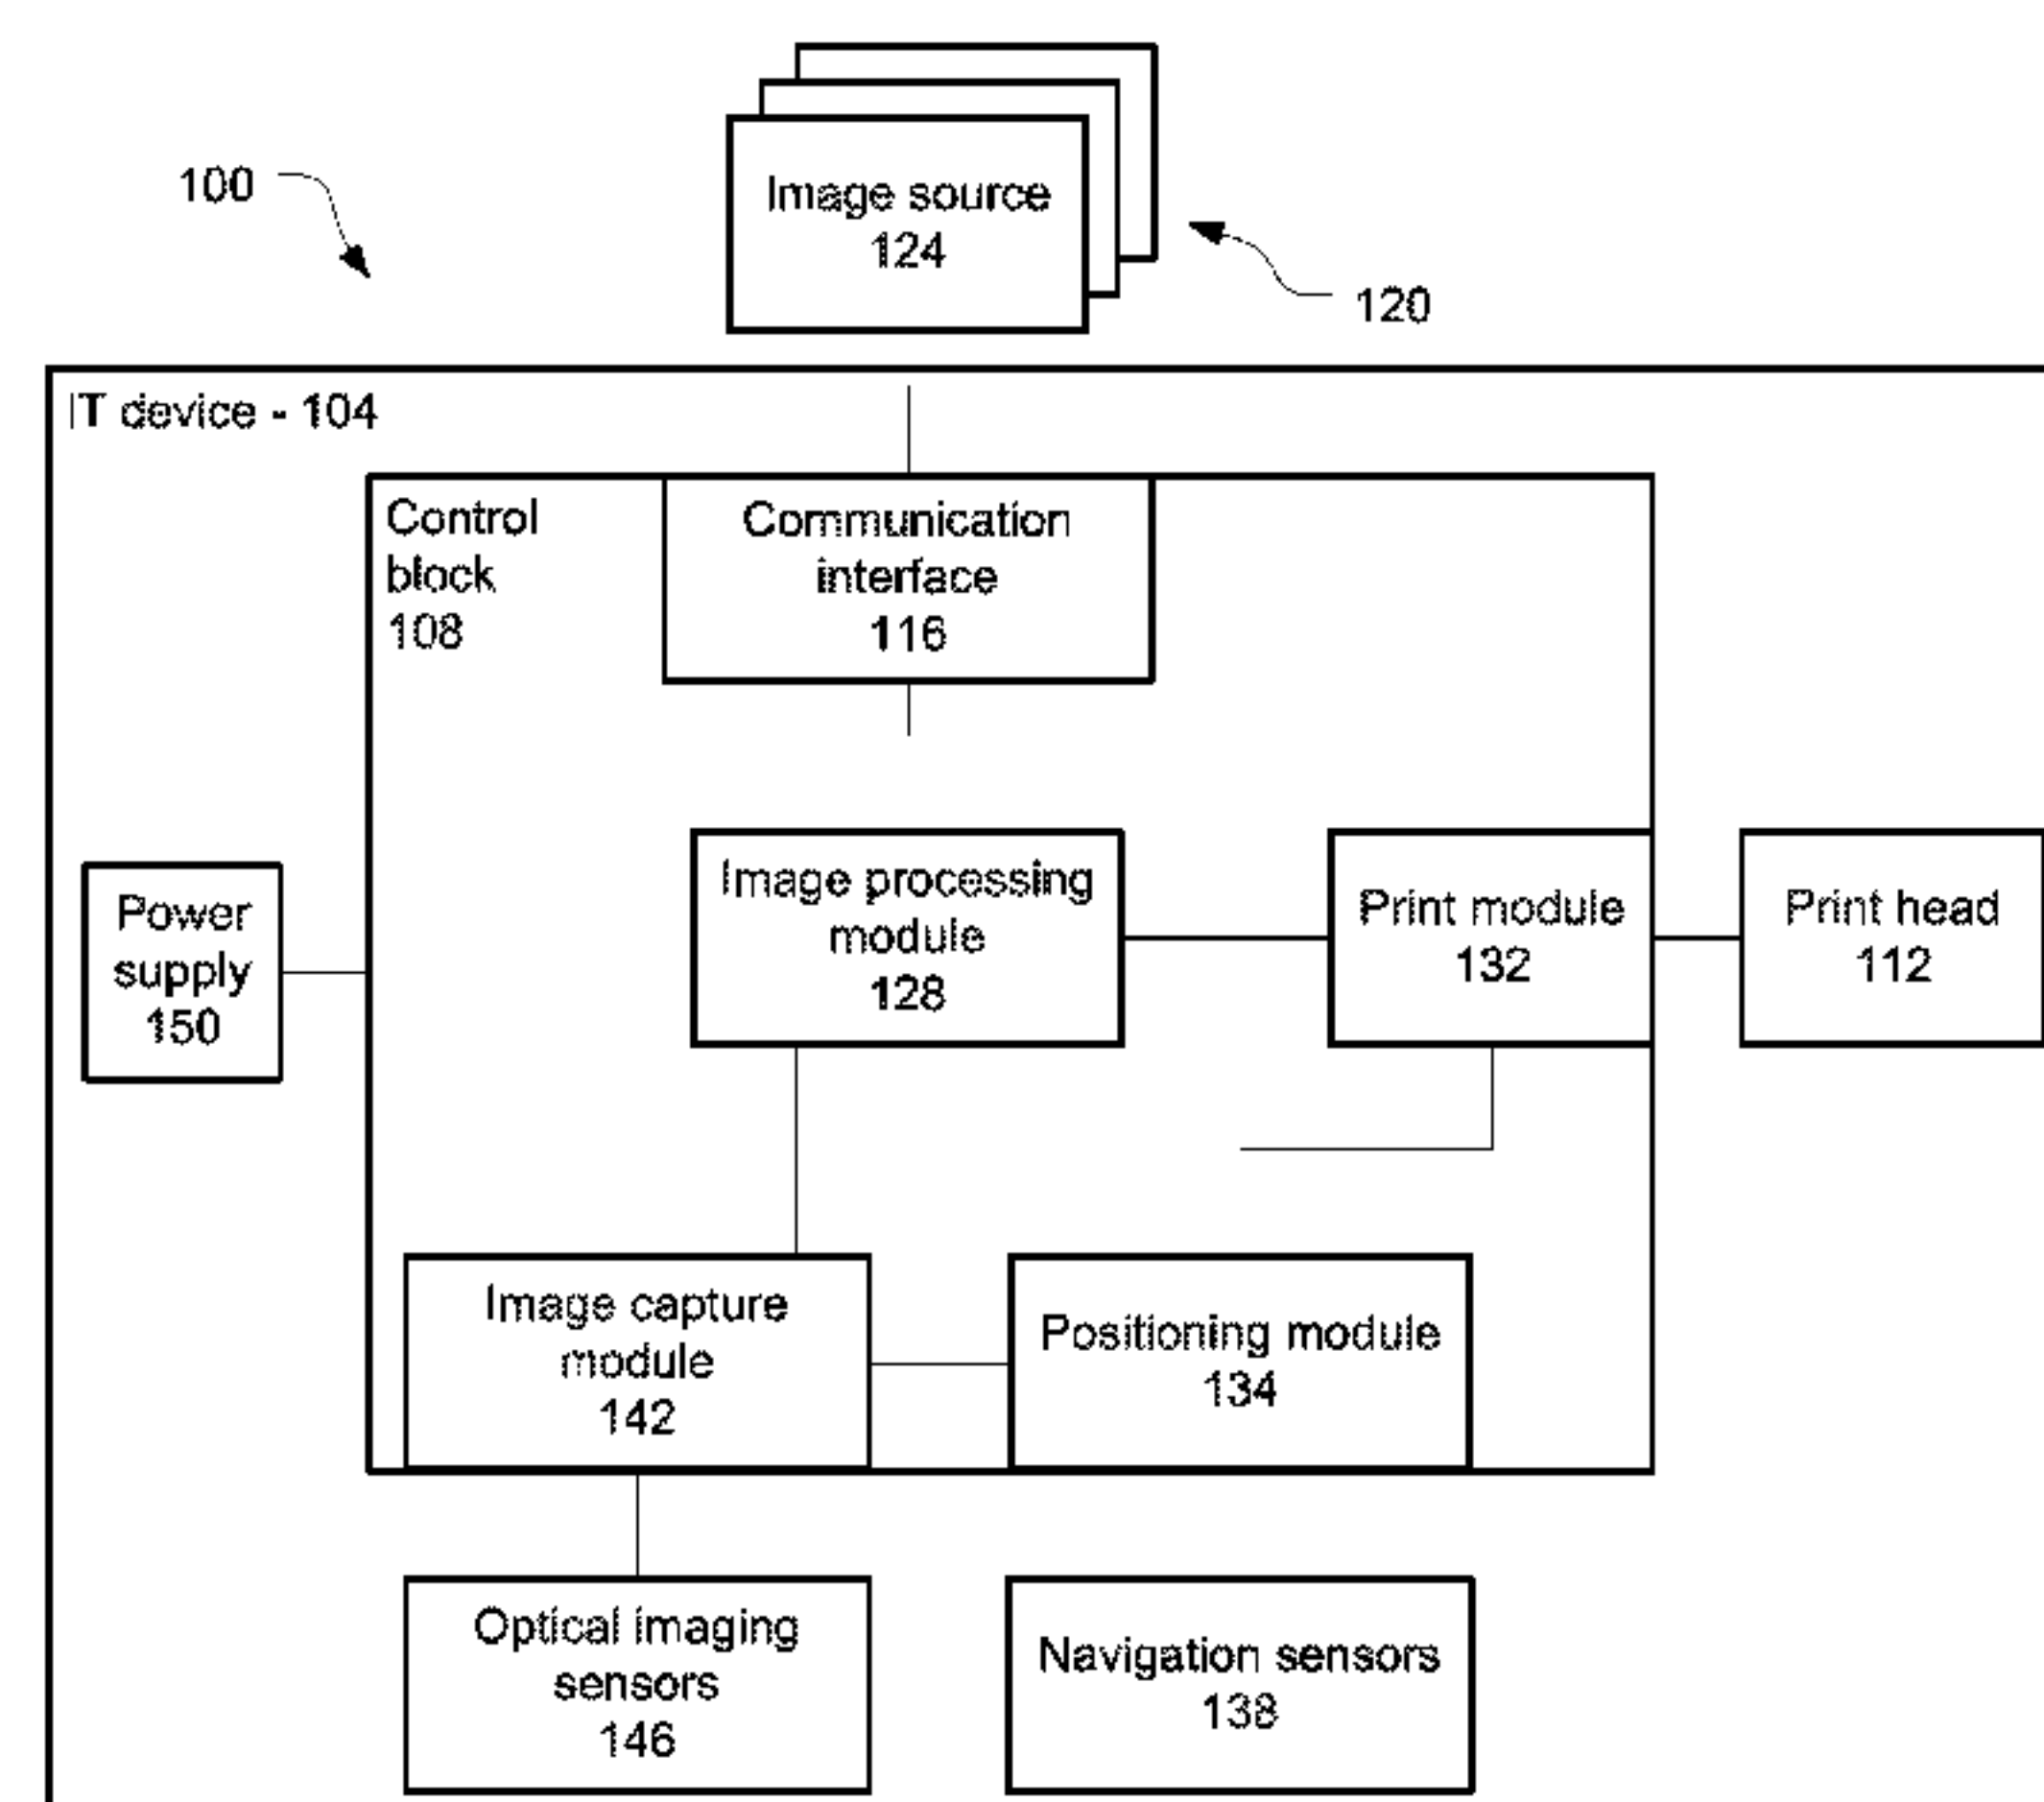 100
Image source
124
120
IT device - 104
Control
block
108
Communication
interface
116
Power
supply
150
Image processing
module
128
Print module
132
Print head
112
Image capture
module
142
Positioning module
134
Optical imaging
sensors
146
Navigation sensors
138